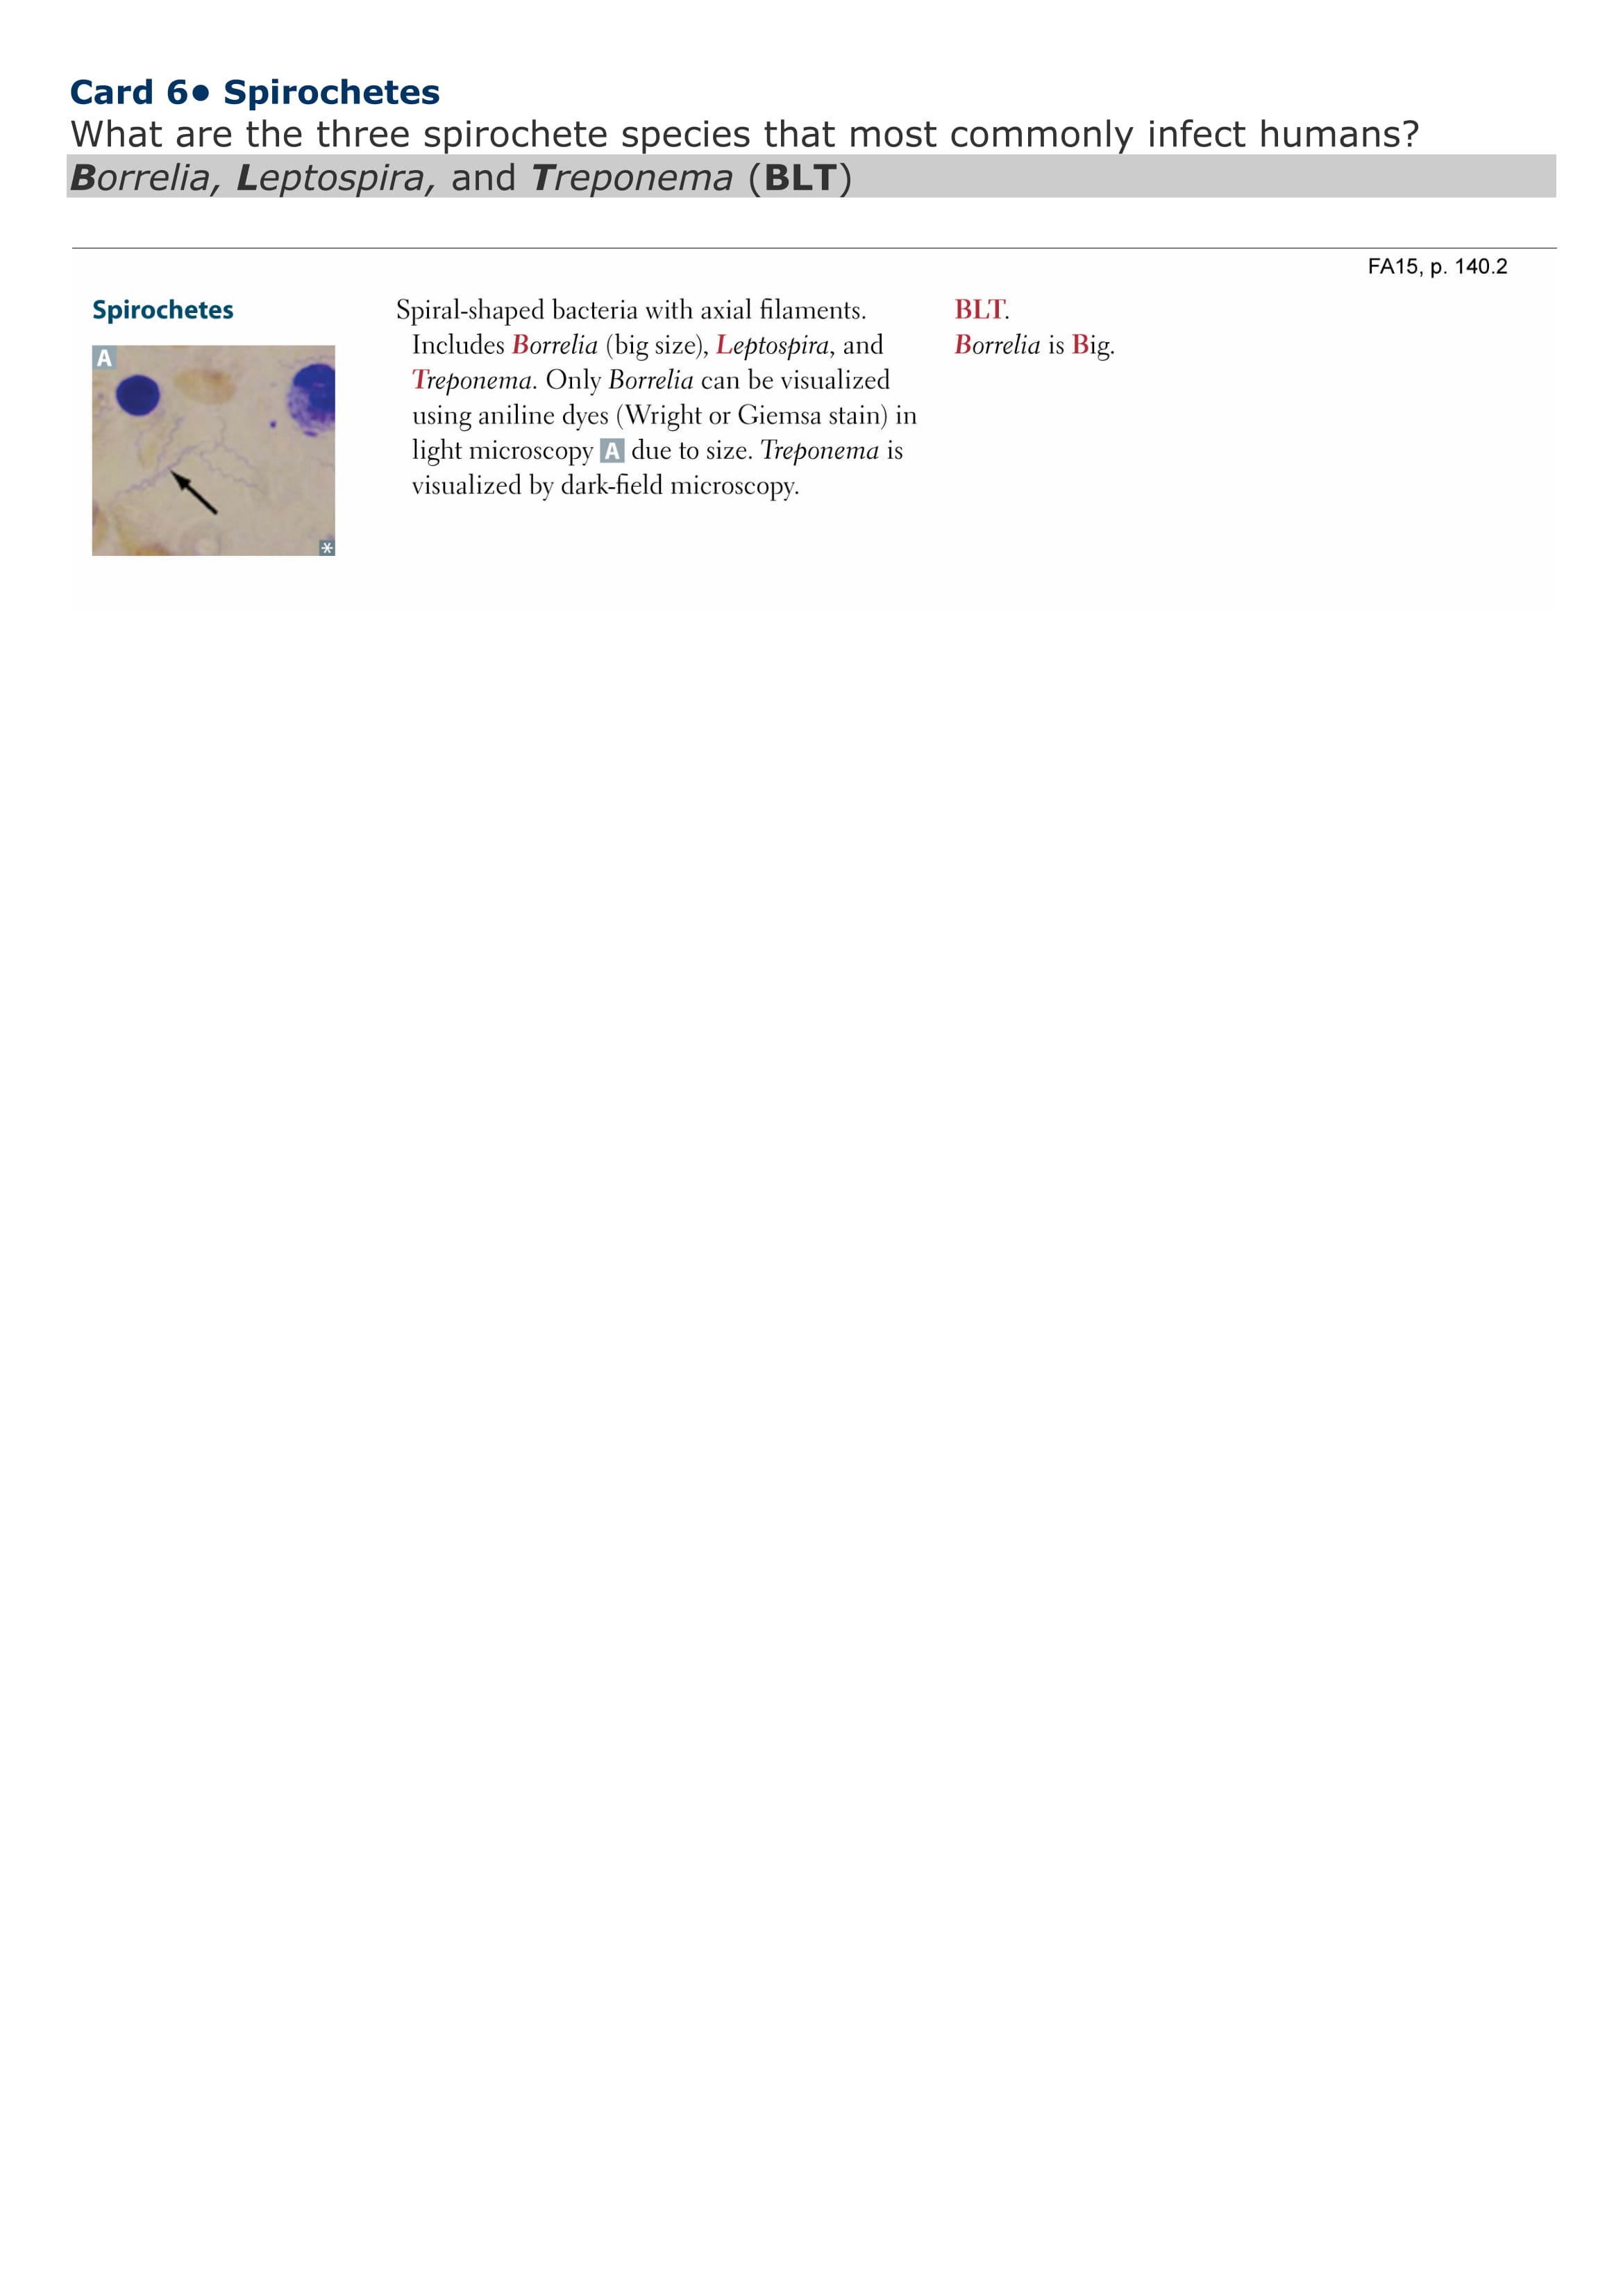 Card 6• Spirochetes
What are the three spirochete species that most commonly infect humans?
Borrelia, Leptospira, and Treponema (BLT)
FA15, p. 140.2
Spirochetes
A
*
Spiral-shaped bacteria with axial filaments.
Includes Borrelia (big size), Leptospira, and
Treponema. Only Borrelia can be visualized
using aniline dyes (Wright or Giemsa stain) in
light microscopy A due to size. Treponema is
visualized by dark-field microscopy.
BLT.
Borrelia is Big.